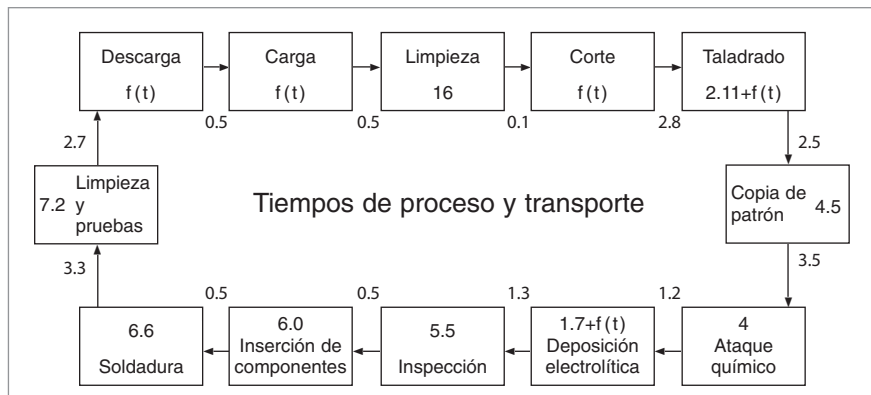 Descarga
f(t)
Carga
f(t)
Limpieza
16
Corte
f(t)
Taladrado
2.11+f(t)
0.5
0.5
0.1
2.8
2.7
2.5
7.2 Limpieza
y
pruebas
Tiempos de proceso y transporte
Copia de
patrón
4.5
3.3
3.5
0.5
0.5
1.3
1.2
6.6
Soldadura
6.0
Inserción de
componentes
5.5
Inspección
1.7+f(t)
Deposición
electrolítica
4
Ataque
químico